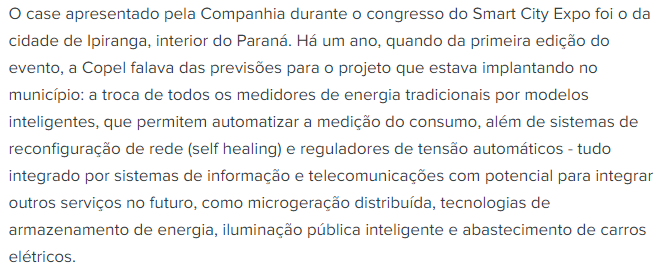 O case apresentado pela Companhia durante o congresso do Smart City Expo foi o da
cidade de Ipiranga, interior do Paraná. Há um ano, quando da primeira edição do
evento, a Copel falava das previsões para o projeto que estava implantando no
município: a troca de todos os medidores de energia tradicionais por modelos
inteligentes, que permitem automatizar a medição do consumo, além de sistemas de
reconfiguração de rede (self healing) e reguladores de tensão automáticos - tudo
integrado por sistemas de informação e telecomunicações com potencial para integrar
outros serviços no futuro, como microgeração distribuída, tecnologias de
armazenamento de energia, iluminação pública inteligente e abastecimento de carros
elétricos.